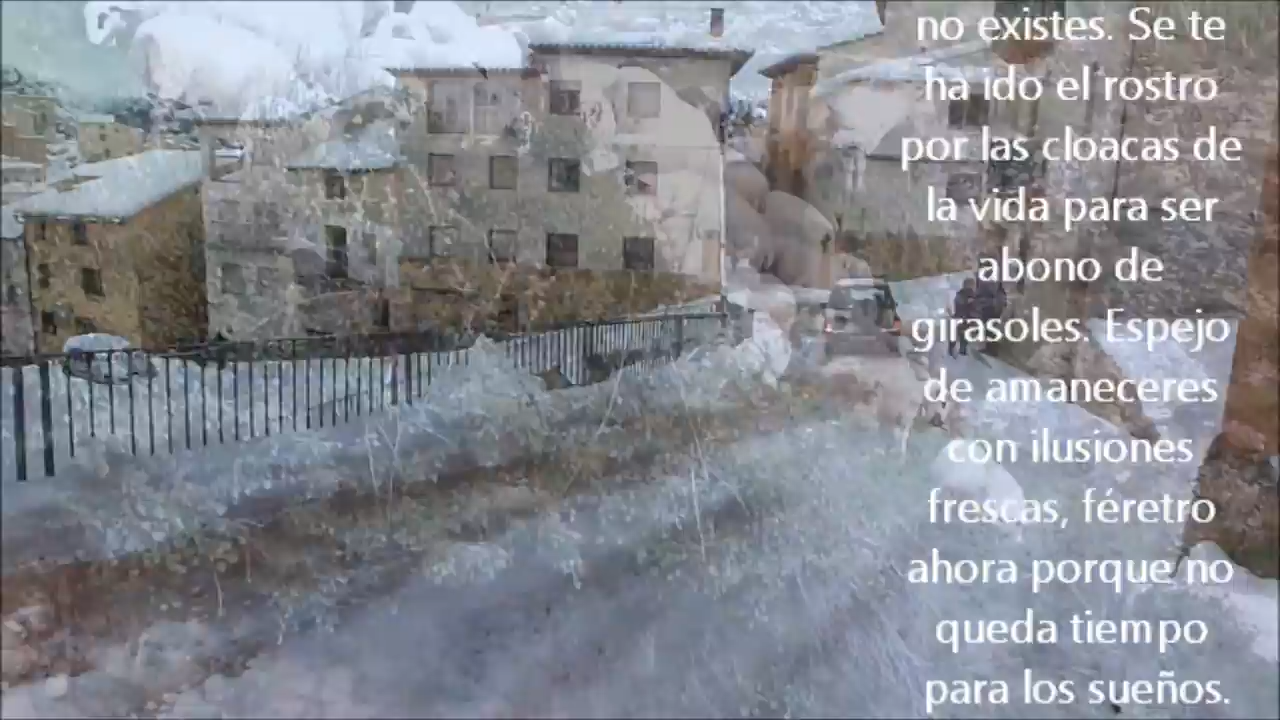 no existes. Se te
ha ido el rostro
por las cloacas de
la vida para ser
abono de
girasoles. Espejo
de amaneceres
con ilusiones
frescas, féretro
ahora porque no
queda tiempo
para los sueños.